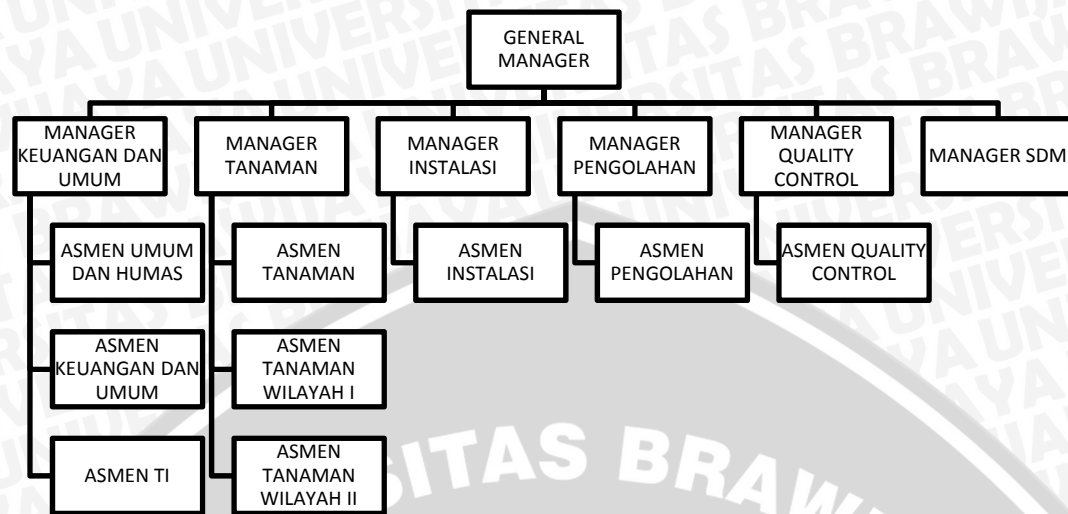 GENERAL
MANAGER
MANAGER
KEUANGAN DAN
UMUM
MANAGER
TANAMAN
MANAGER
INSTALASI
MANAGER
PENGOLAHAN
MANAGER
QUALITY
CONTROL
MANAGER SDM
ASMEN UMUM
DAN HUMAS
ASMEN
TANAMAN
ASMEN
INSTALASI
ASMEN
PENGOLAHAN
ASMEN QUALITY
CONTROL
ASMEN
KEUANGAN DAN
UMUM
ASMEN
TANAMAN
WILAYAH I
ASMEN TI
ASMEN
TANAMAN
WILAYAH II
SITAS BRAW